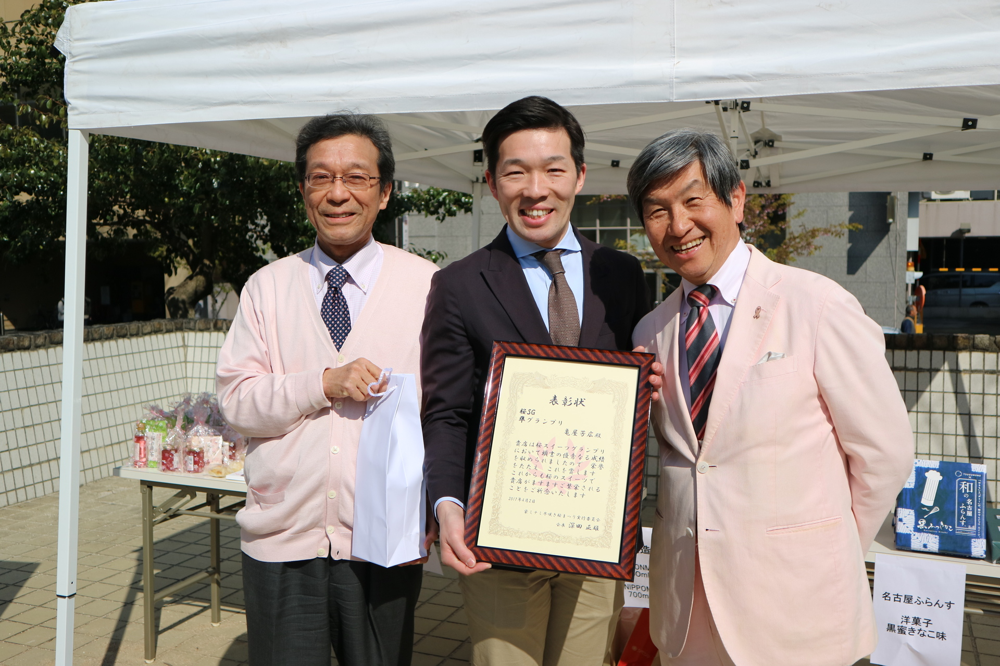 表彰状
桜SG
準グランプリ
亀屋芳広殿
貴店は桜スイーツグランプリ
において頭書の優秀なる成績
を収められましたので 栄誉
をたたえ これを賞します
これからも桜のスイーツで
貴店がますますご繁栄される
ことをご祈念いたします
2017年4月2日
栄ミナミ早咲き桜まつり実行委員会
会長 深田 正雄
造
NIPPON
700m
TSUGUMONO
×
和の
名古屋
ふらんす。
黒みつきなこ
名古屋ふらんす
洋菓子
黒蜜きなこ味